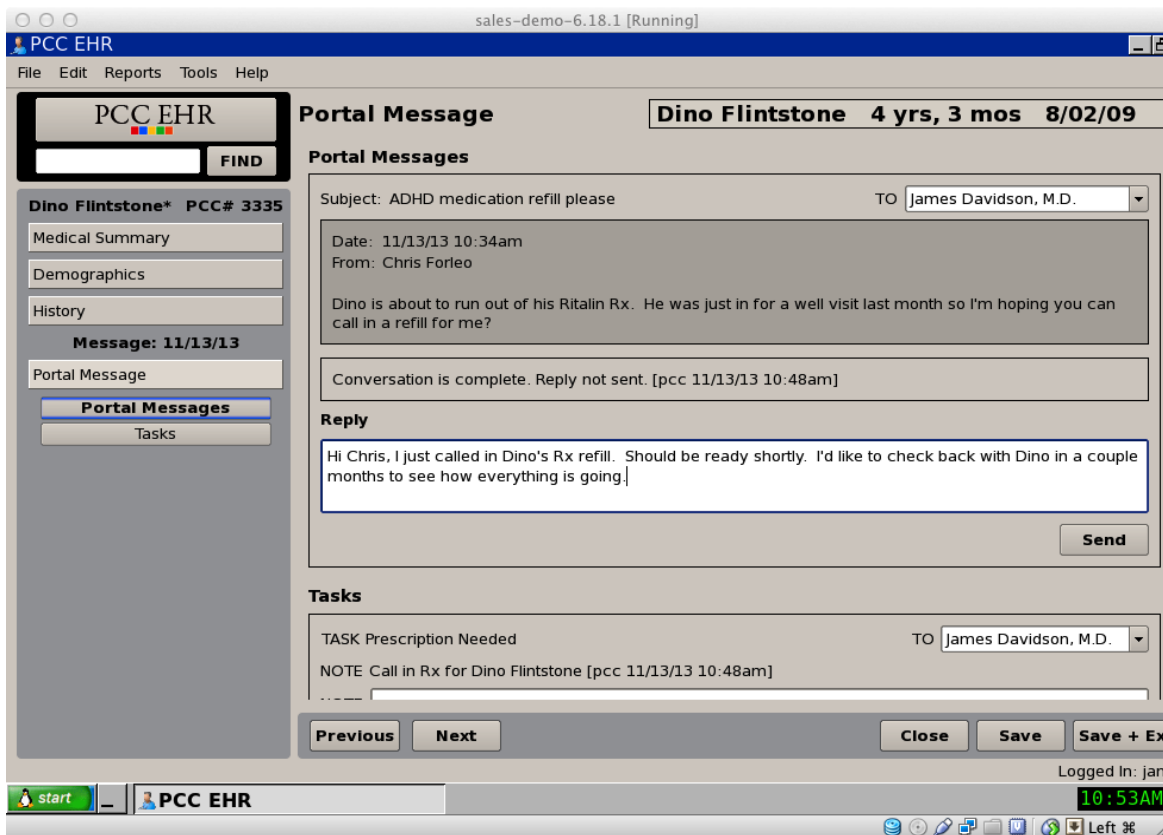 sales-demo-6.18.1 [Running]
PCC EHR
File Edit Reports Tools Help
PCC EHR
FIND
Portal Message
Dino Flintstone 4 yrs, 3 mos 8/02/09
Portal Messages
Dino Flintstone* PCC# 3335
Medical Summary
Demographics
History
Message: 11/13/13
Portal Message
Portal Messages
Tasks
Subject: ADHD medication refill please
TO James Davidson, M.D.
Date: 11/13/13 10:34am
From: Chris Forleo
Dino is about to run out of his Ritalin Rx. He was just in for a well visit last month so I'm hoping you can
call in a refill for me?
Conversation is complete. Reply not sent. [pcc 11/13/13 10:48am]
Reply
Hi Chris, I just called in Dino's Rx refill. Should be ready shortly. I'd like to check back with Dino in a couple
months to see how everything is going.
Send
Tasks
TASK Prescription Needed
TO James Davidson, M.D.
NOTE Call in Rx for Dino Flintstone [pcc 11/13/13 10:48am]
Previous Next Close Save Save + Ex
Logged In: jan
start
PCC EHR
10:53AM
Left ⌘